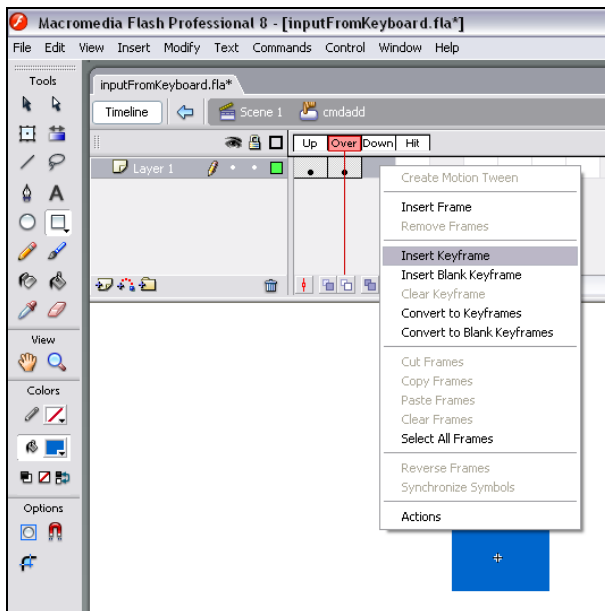 Macromedia Flash Professional 8 - [inputFromKeyboard.fla*]
File Edit View Insert Modify Text Commands Control Window Help
Tools
inputFromKeyboard.fla*
Timeline Scene 1 cmdadd
Up Over Down Hit
Layer 1
Create Motion Tween
Insert Frame
Remove Frames
Insert Keyframe
Insert Blank Keyframe
Clear Keyframe
Convert to Keyframes
Convert to Blank Keyframes
Cut Frames
Copy Frames
Paste Frames
Clear Frames
Select All Frames
Reverse Frames
Synchronize Symbols
Actions
View
Colors
Options